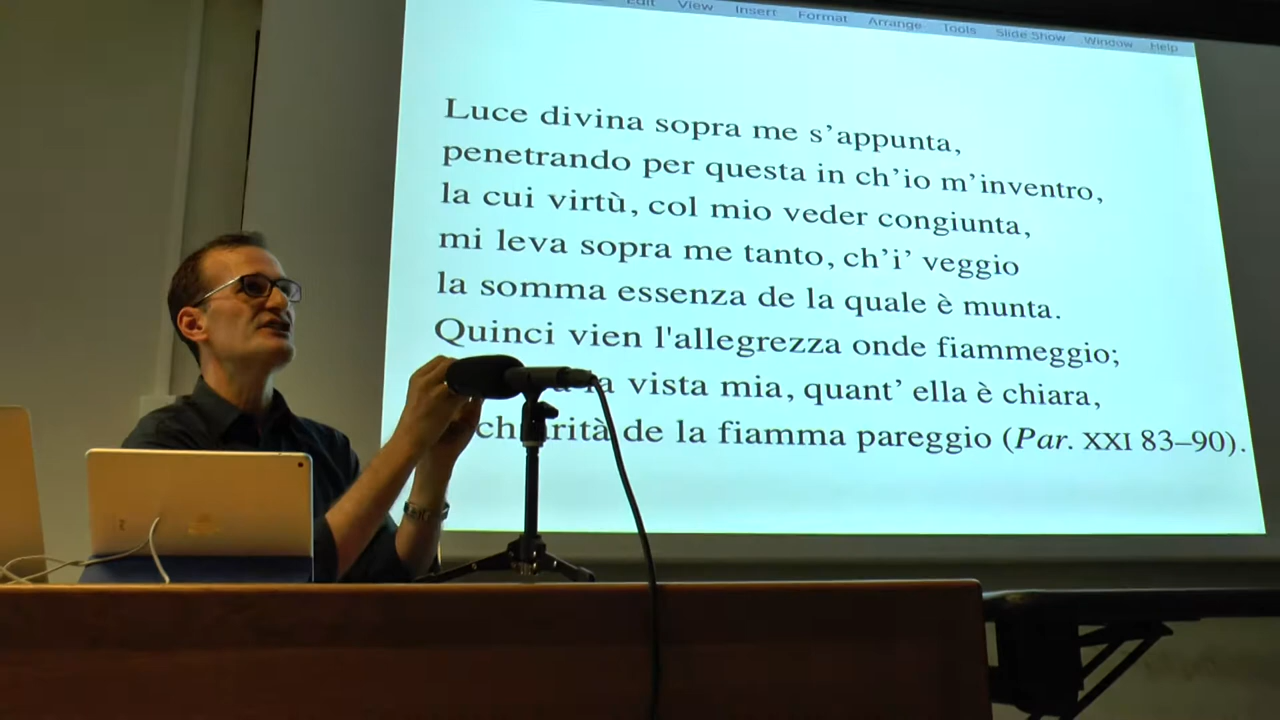 Edit View Insert Format Arrange Tools Slide Show Window Help
Luce divina sopra me s’appunta,
penetrando per questa in ch’io m’inventro,
la cui virtù, col mio veder congiunta,
mi leva sopra me tanto, ch’i’ veggio
la somma essenza de la quale è munta.
Quinci vien l'allegrezza onde fiammeggio;
la vista mia, quant’ ella è chiara,
de la fiamma pareggio (Par. XXI 83–90).